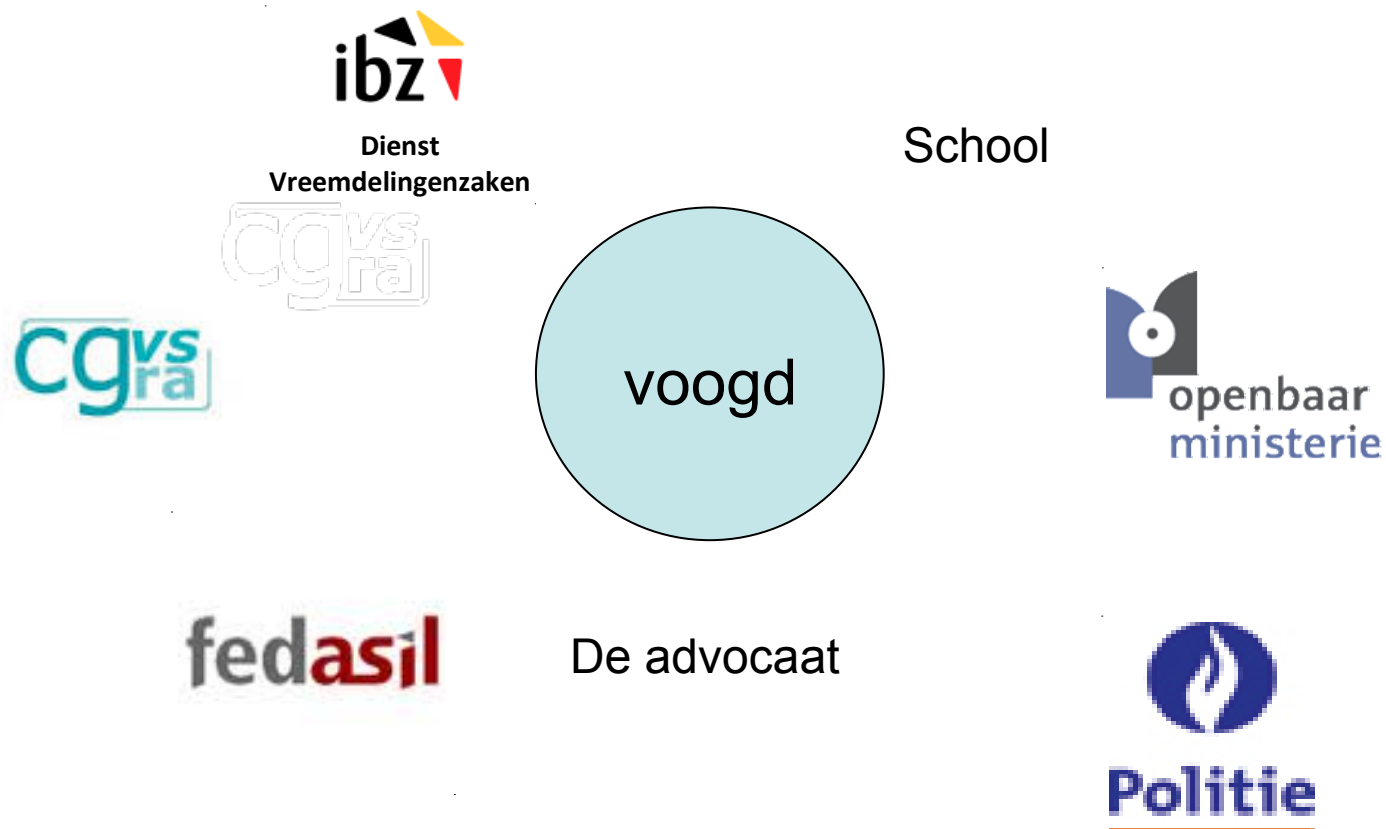 ibz
Dienst
Vreemdelingenzaken
School
cgvs
ra
cgvs
ra
voogd
openbaar
ministerie
fedasil
De advocaat
Politie